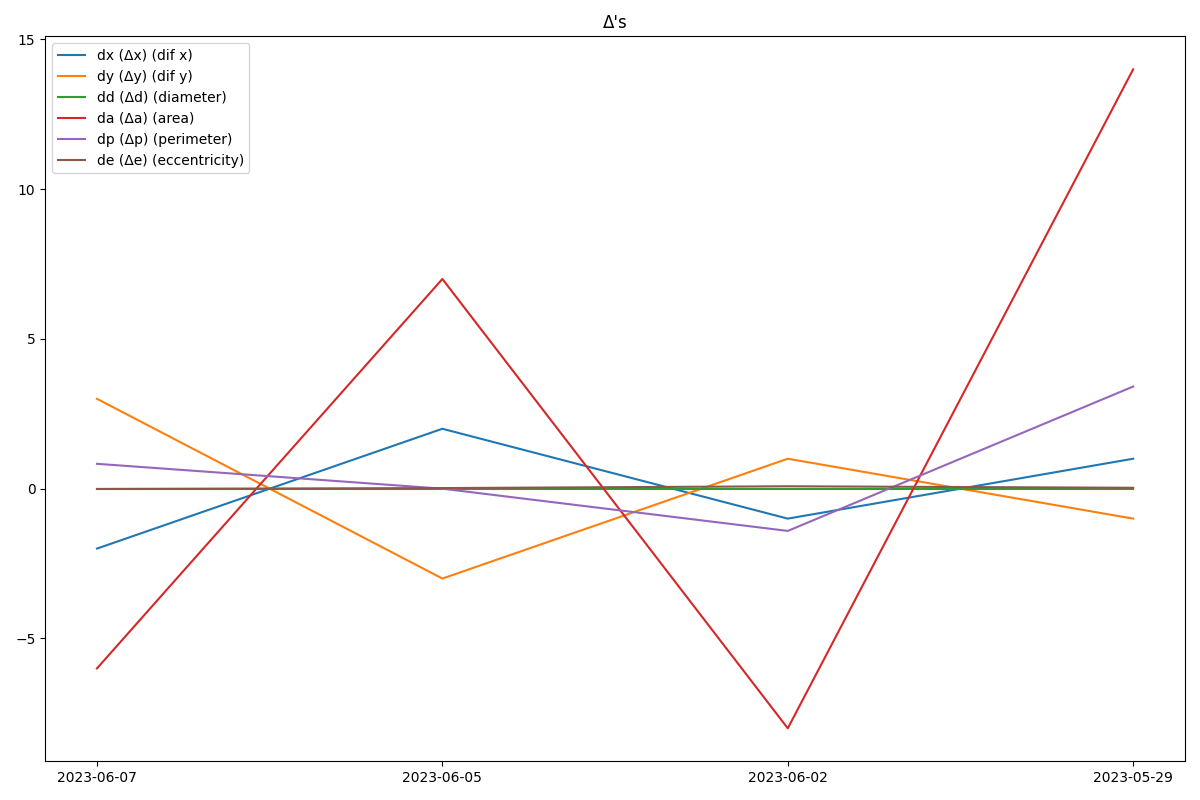 Δ's
15
10
5
0
−5
dx (Δx) (dif x)
dy (Δy) (dif y)
dd (Δd) (diameter)
da (Δa) (area)
dp (Δp) (perimeter)
de (Δe) (eccentricity)
2023-06-07
2023-06-05
2023-06-02
2023-05-29